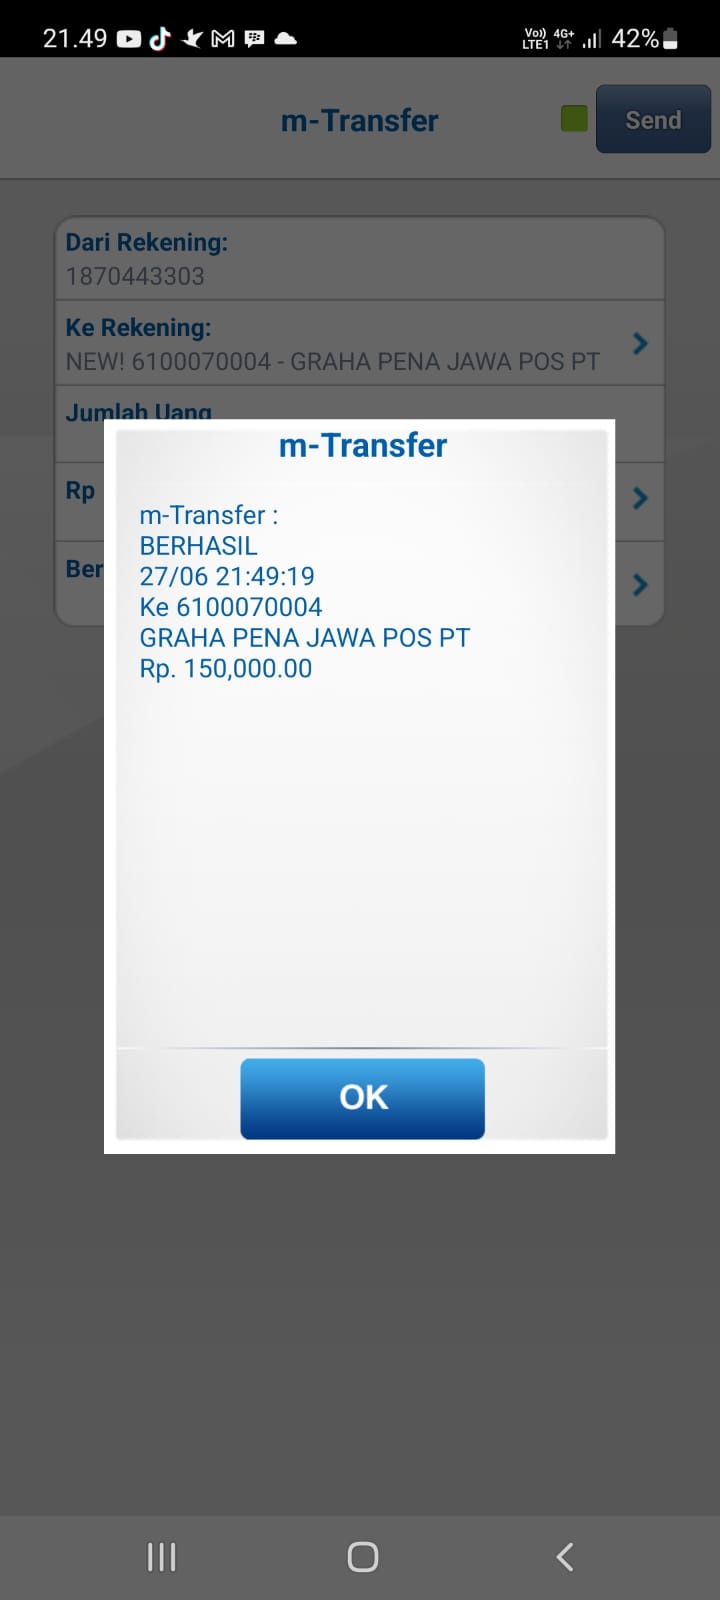 21.49
Vo)) 4G+
LTE1
42%
m-Transfer
Send
Dari Rekening:
1870443303
Ke Rekening:
NEW! 6100070004 - GRAHA PENA JAWA POS PT
Jumlah Uang
Rp
Ber
m-Transfer
m-Transfer :
BERHASIL
27/06 21:49:19
Ke 6100070004
GRAHA PENA JAWA POS PT
Rp. 150,000.00
OK